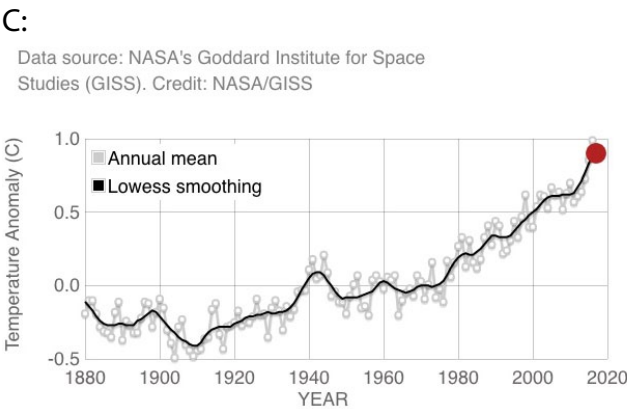 C:
Data source: NASA's Goddard Institute for Space
Studies (GISS). Credit: NASA/GISS
Temperature Anomaly (C)
1.0
0.5
0.0
-0.5
Annual mean
Lowess smoothing
1880 1900 1920 1940 1960 1980 2000 2020
YEAR